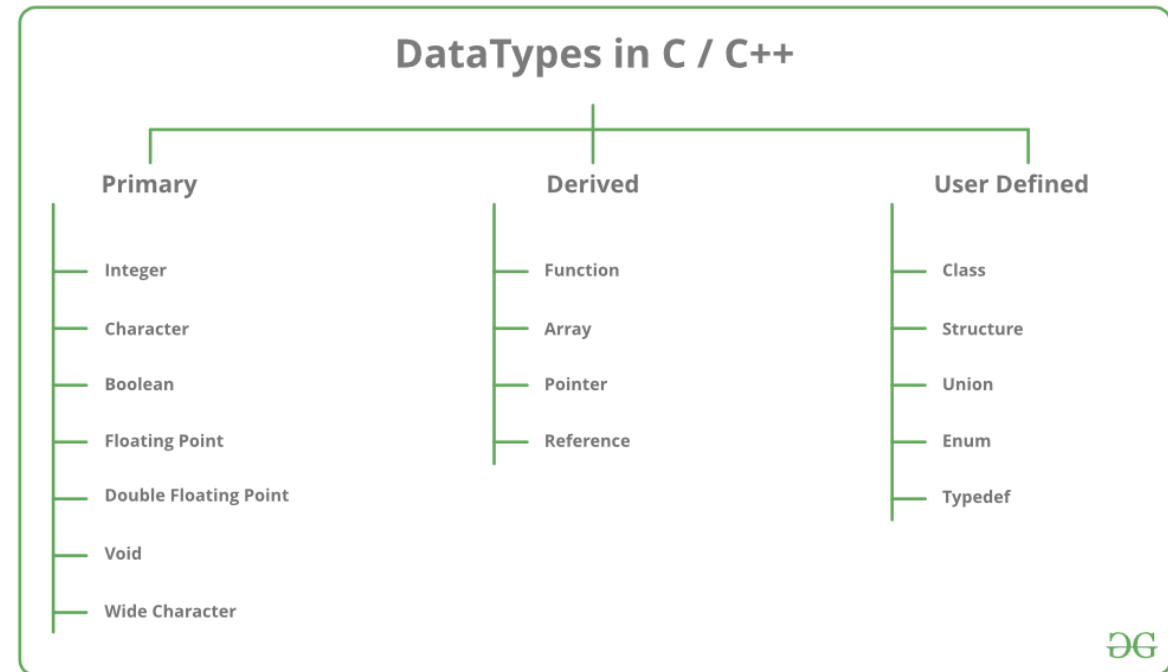 DataTypes in C / C++
Primary
Integer
Character
Boolean
Floating Point
Double Floating Point
Void
Wide Character
Derived
Function
Array
Pointer
Reference
User Defined
Class
Structure
Union
Enum
Typedef